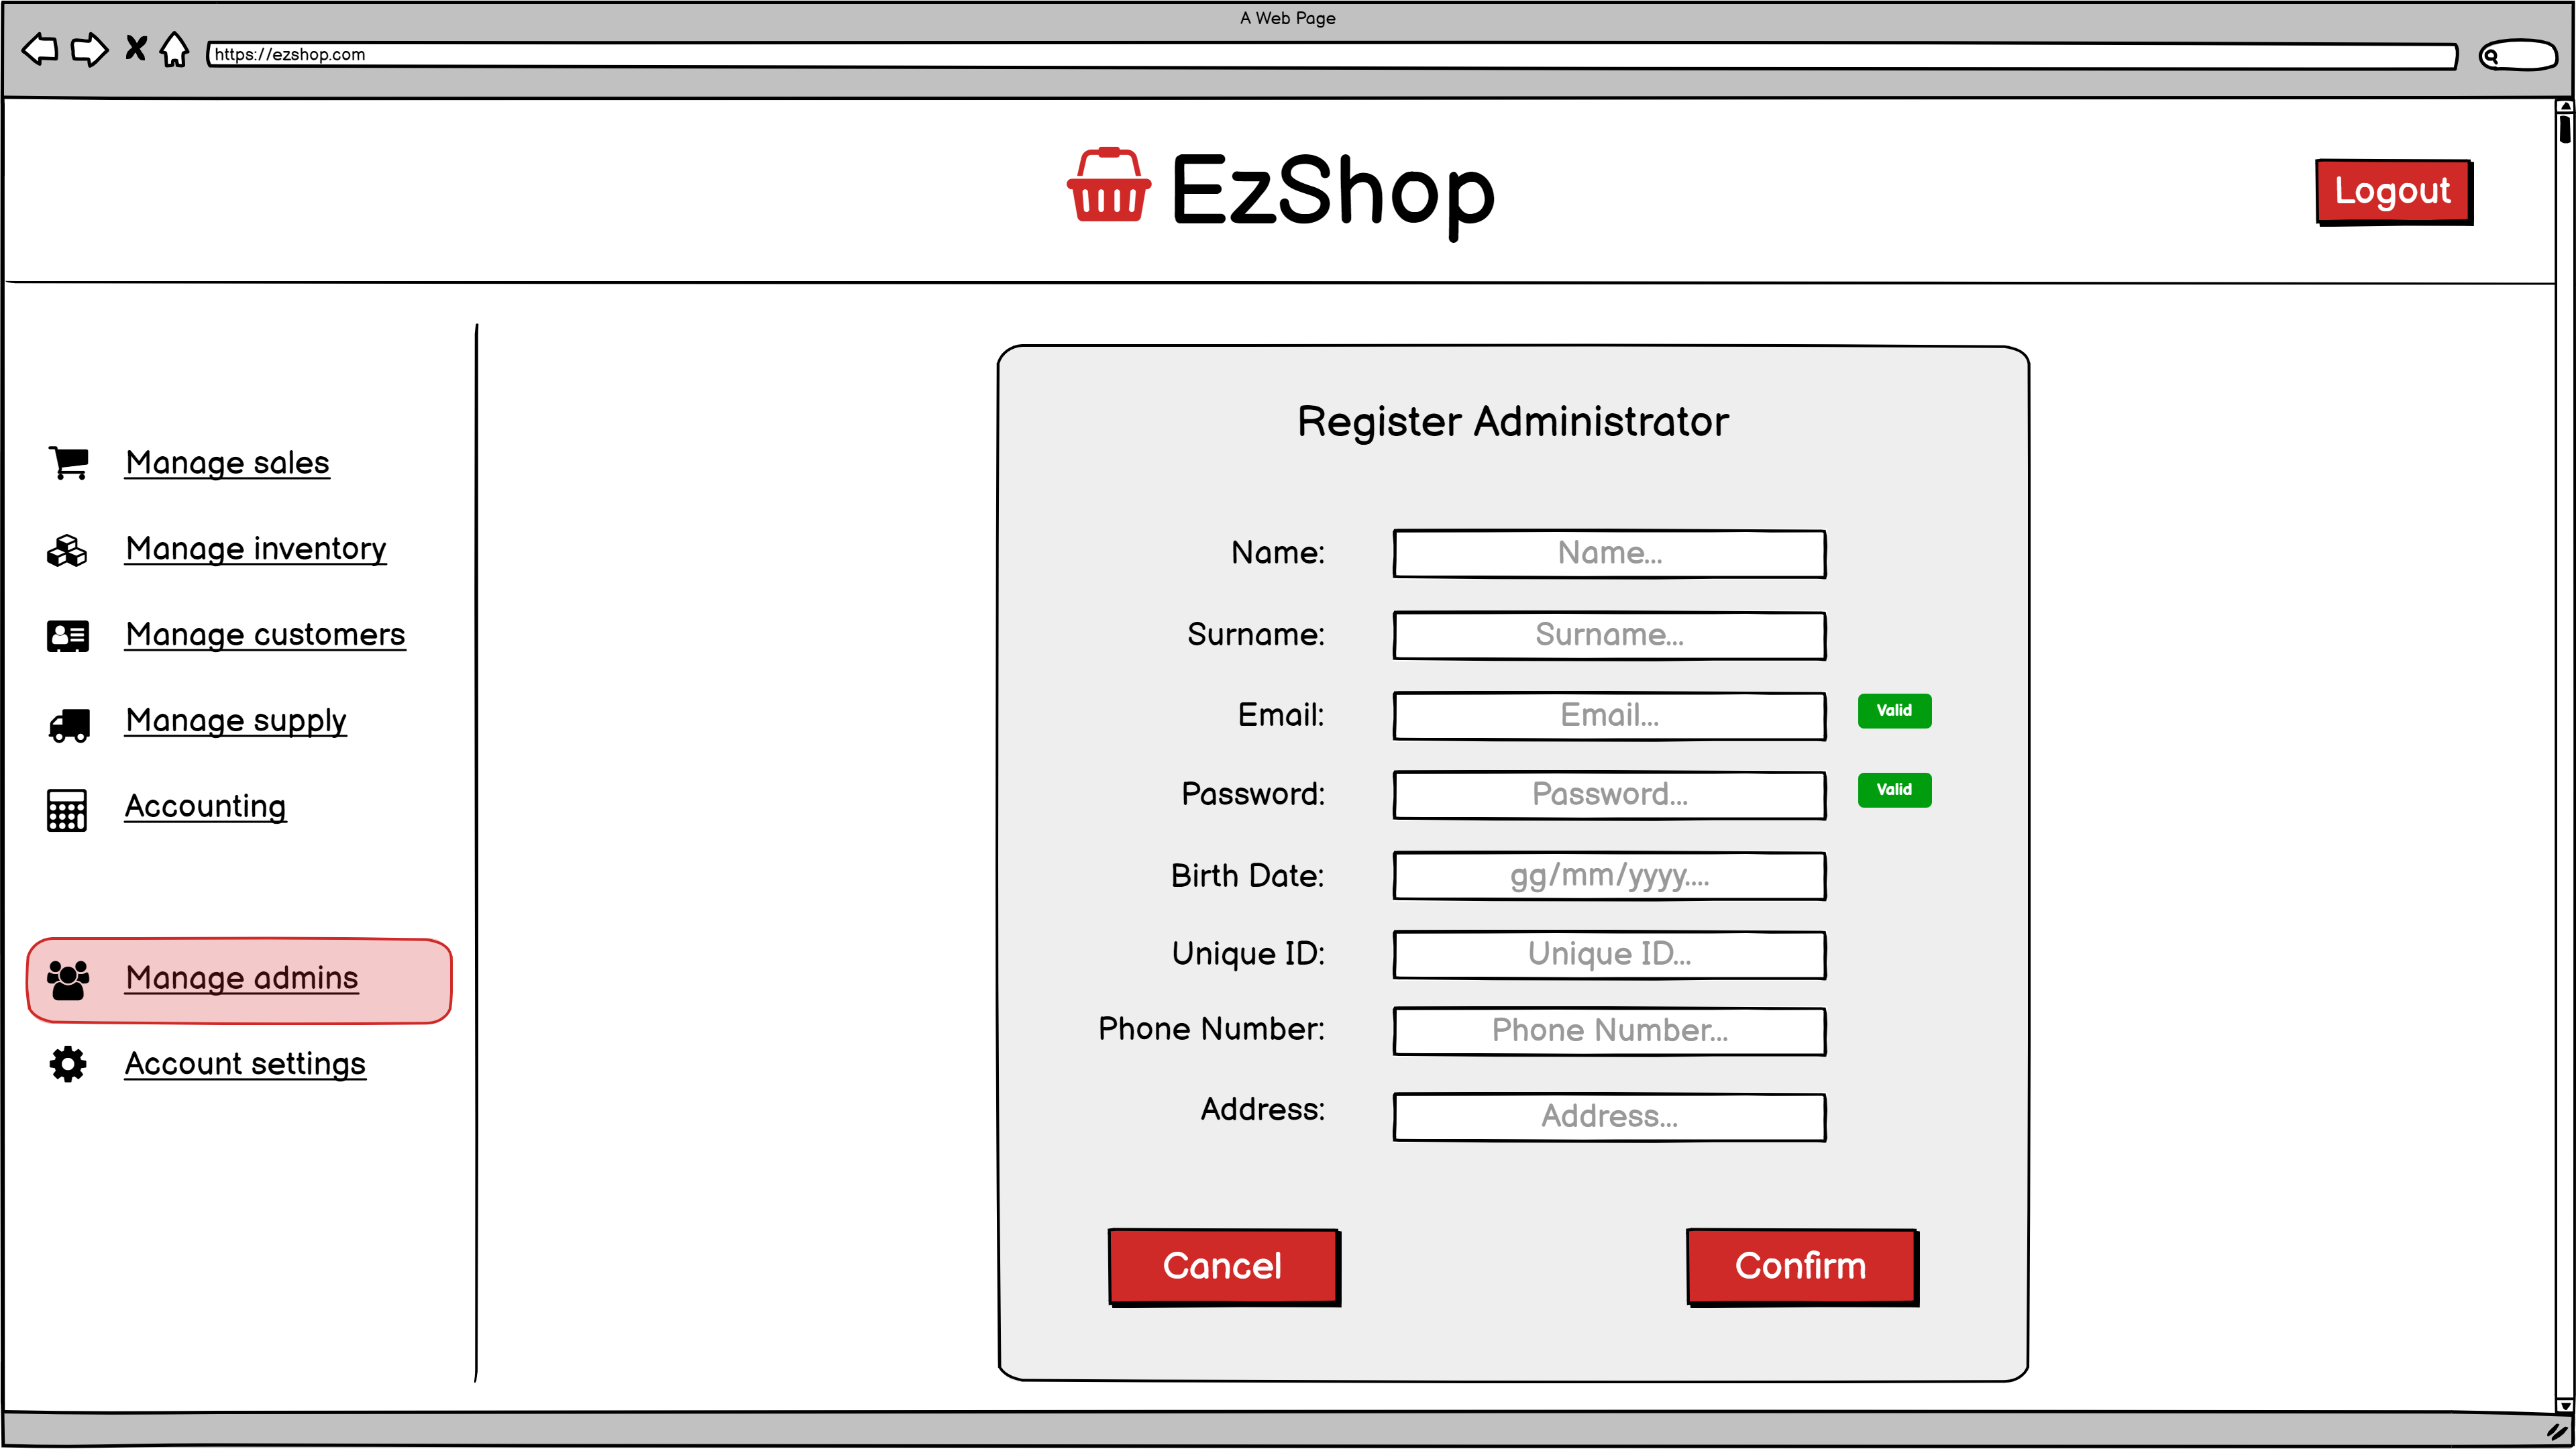 A Web Page
https://ezshop.com
EzShop
Logout
Manage sales
Manage inventory
Manage customers
Manage supply
Accounting
Manage admins
Account settings
Register Administrator
Name: Name...
Surname: Surname...
Email: Email... Valid
Password: Password... Valid
Birth Date: gg/mm/yyyy....
Unique ID: Unique ID...
Phone Number: Phone Number...
Address: Address...
Cancel Confirm